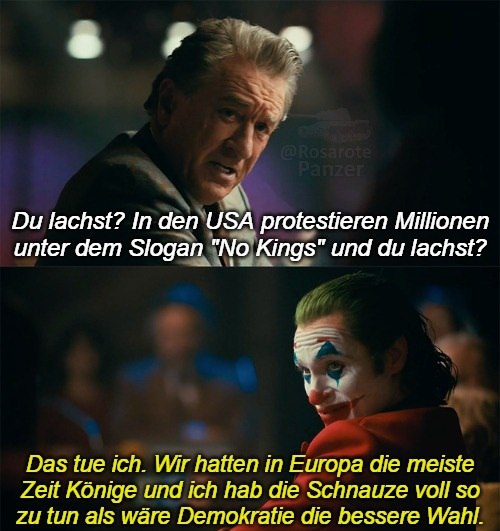 @Rosarote
Panzer
Du lachst? In den USA protestieren Millionen
unter dem Slogan "No Kings" und du lachst?
Das tue ich. Wir hatten in Europa die meiste
Zeit Könige und ich hab die Schnauze voll so
zu tun als wäre Demokratie die bessere Wahl.